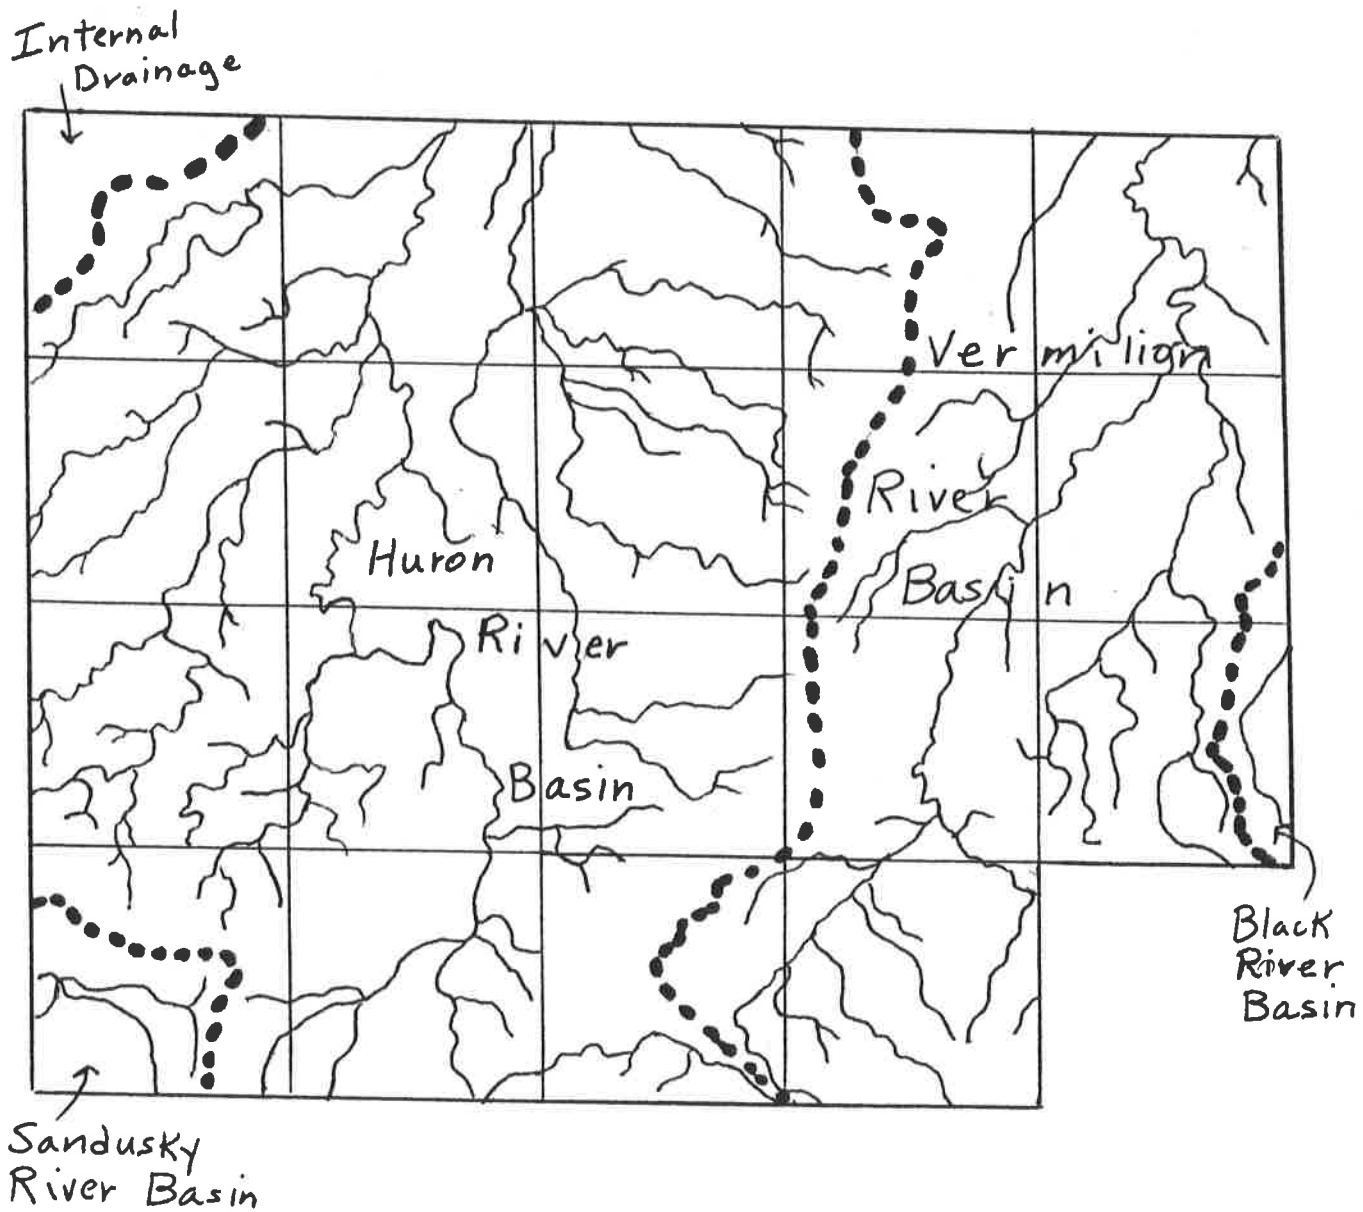 Internal
Drainage
Vermilion
River
Basin
Huron
River
Basin
Black
River
Basin
Sandusky
River Basin